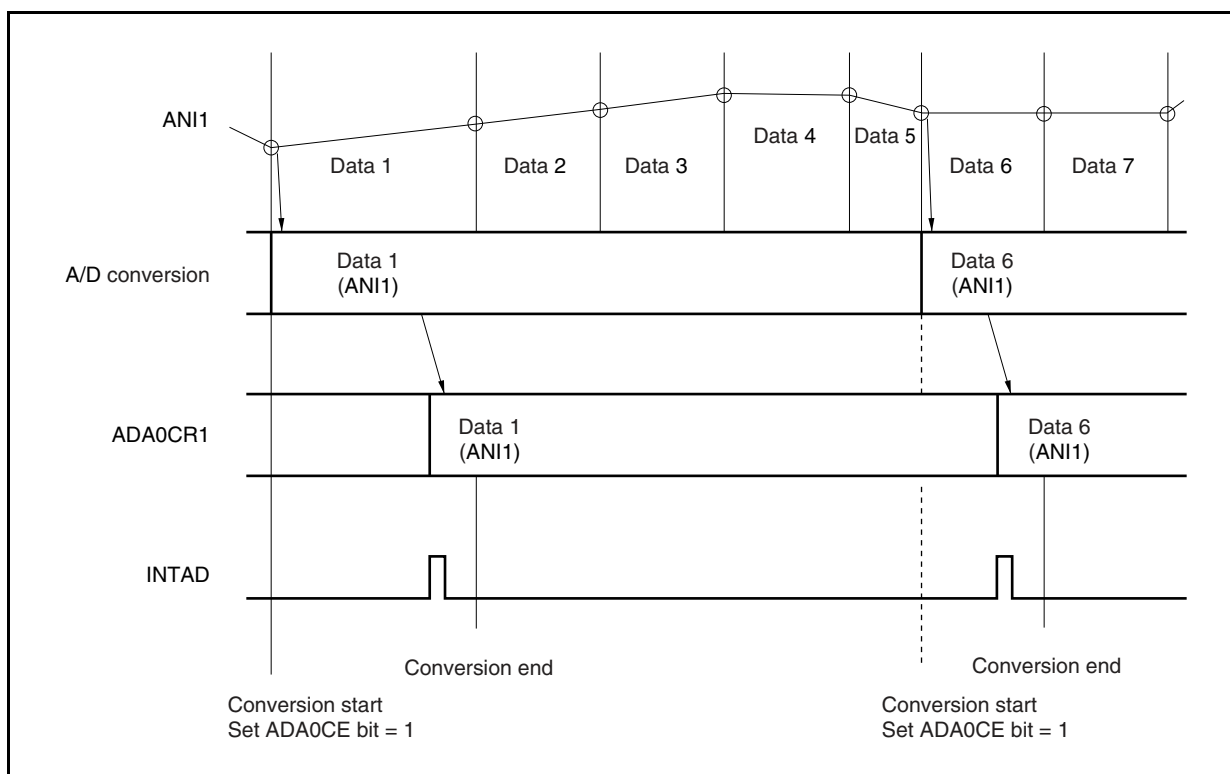 ANI1
Data 1
Data 2
Data 3
Data 4
Data 5
Data 6
Data 7
A/D conversion
Data 1
(ANI1)
Data 6
(ANI1)
ADA0CR1
Data 1
(ANI1)
Data 6
(ANI1)
INTAD
Conversion end
Conversion end
Conversion start
Set ADA0CE bit = 1
Conversion start
Set ADA0CE bit = 1